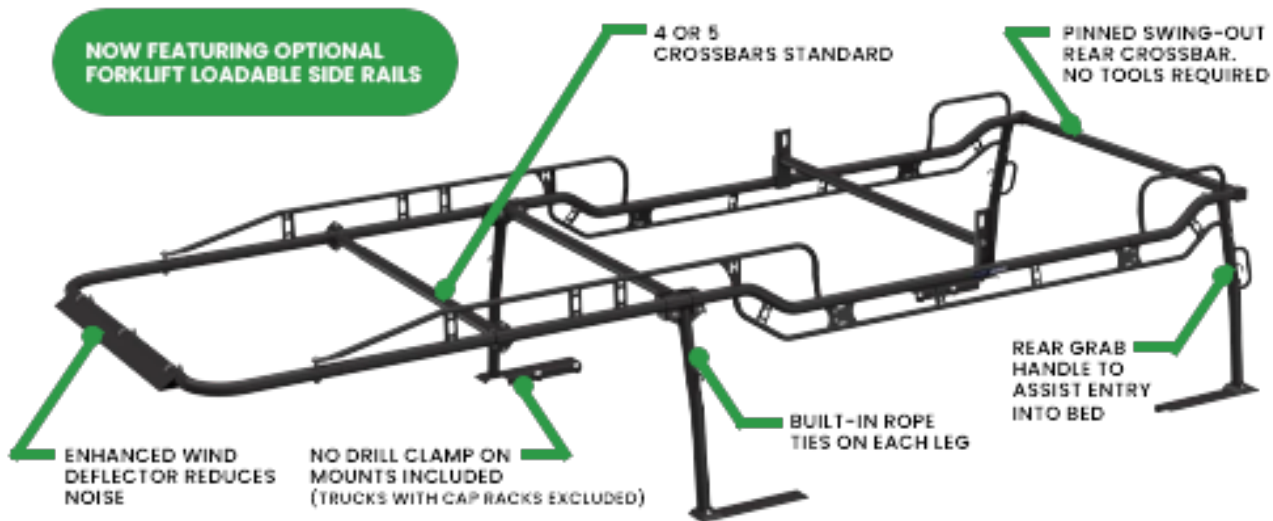 NOW FEATURING OPTIONAL
FORKLIFT LOADABLE SIDE RAILS
4 OR 5
CROSSBARS STANDARD
PINNED SWING-OUT
REAR CROSSBAR.
NO TOOLS REQUIRED
REAR GRAB
HANDLE TO
ASSIST ENTRY
INTO BED
BUILT-IN ROPE
TIES ON EACH LEG
NO DRILL CLAMP ON
MOUNTS INCLUDED
(TRUCKS WITH CAP RACKS EXCLUDED)
ENHANCED WIND
DEFLECTOR REDUCES
NOISE